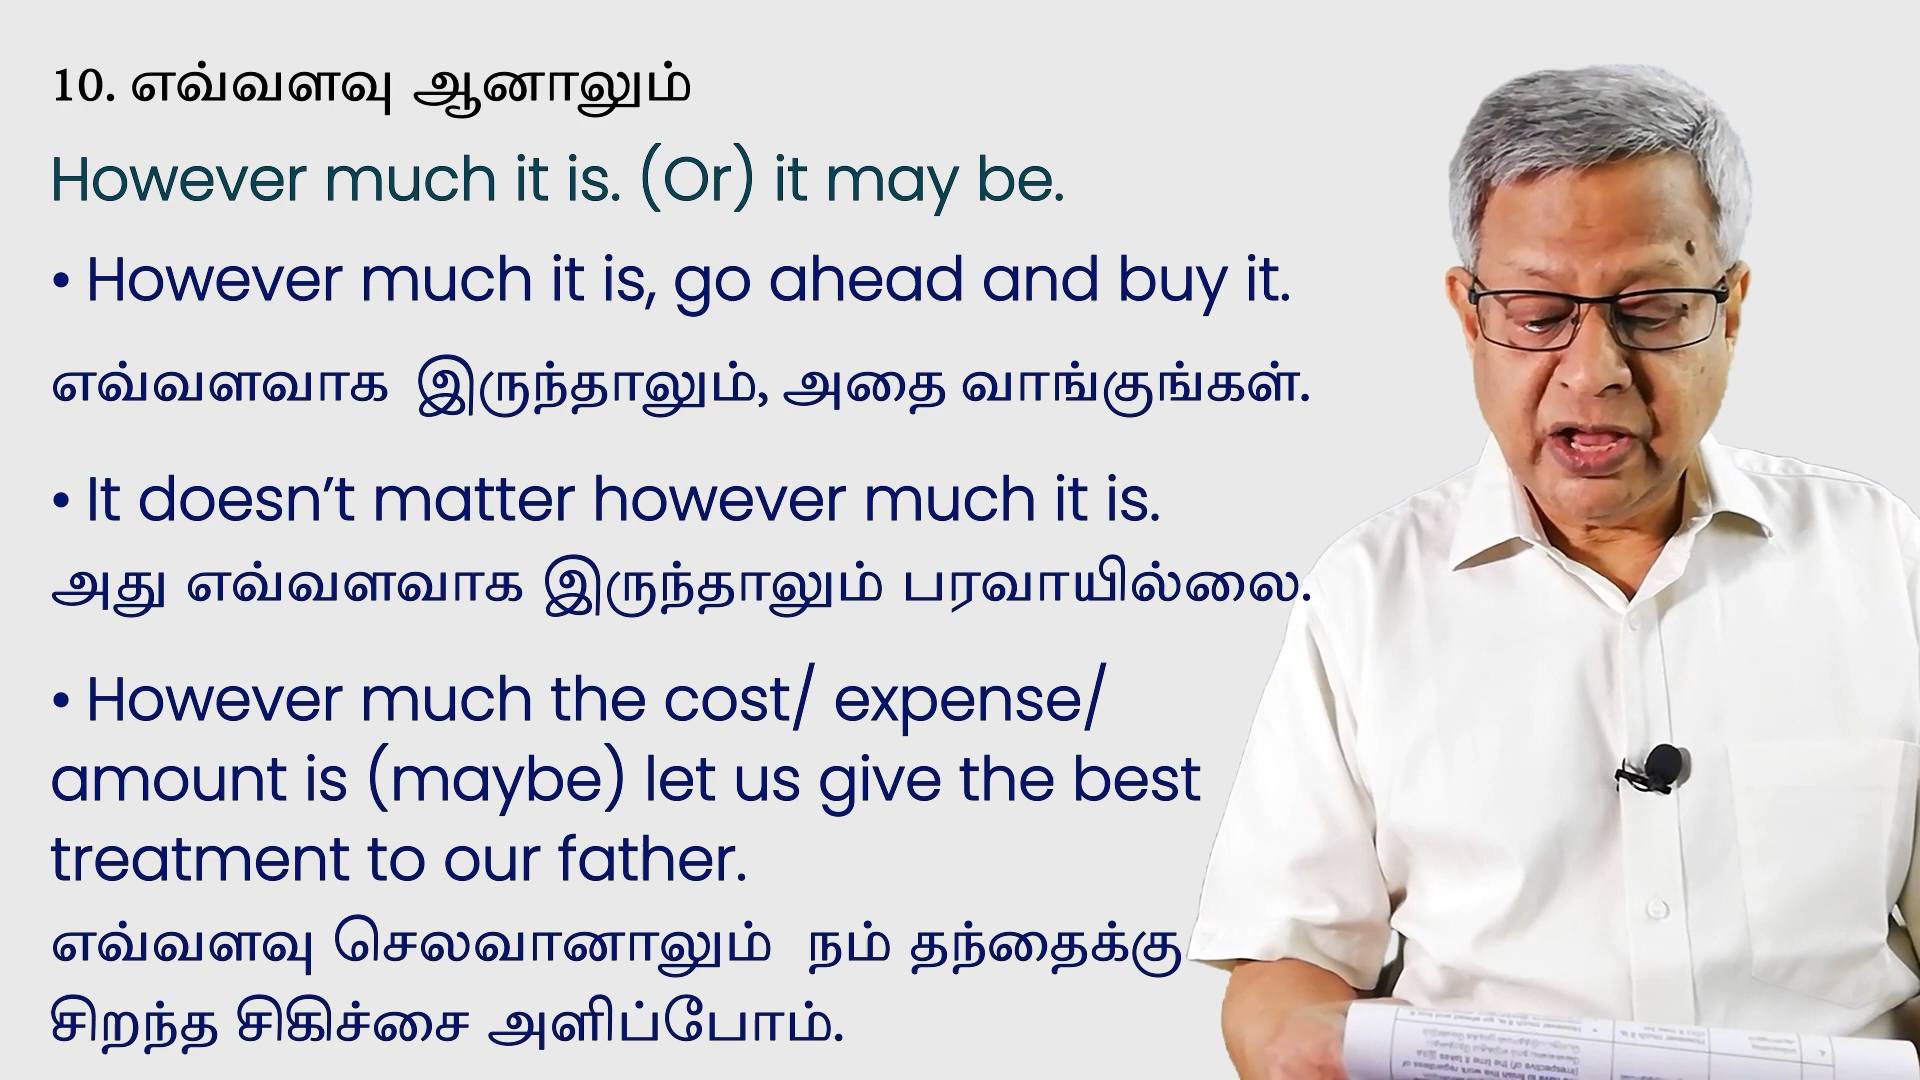 10. எவ்வளவு ஆனாலும்
However much it is. (Or) it may be.
• However much it is, go ahead and buy it.
எவ்வளவாக இருந்தாலும், அதை வாங்குங்கள்.
• It doesn’t matter however much it is.
அது எவ்வளவாக இருந்தாலும் பரவாயில்லை.
• However much the cost/ expense/
amount is (maybe) let us give the best
treatment to our father.
எவ்வளவு செலவானாலும் நம் தந்தைக்கு
சிறந்த சிகிச்சை அளிப்போம்.